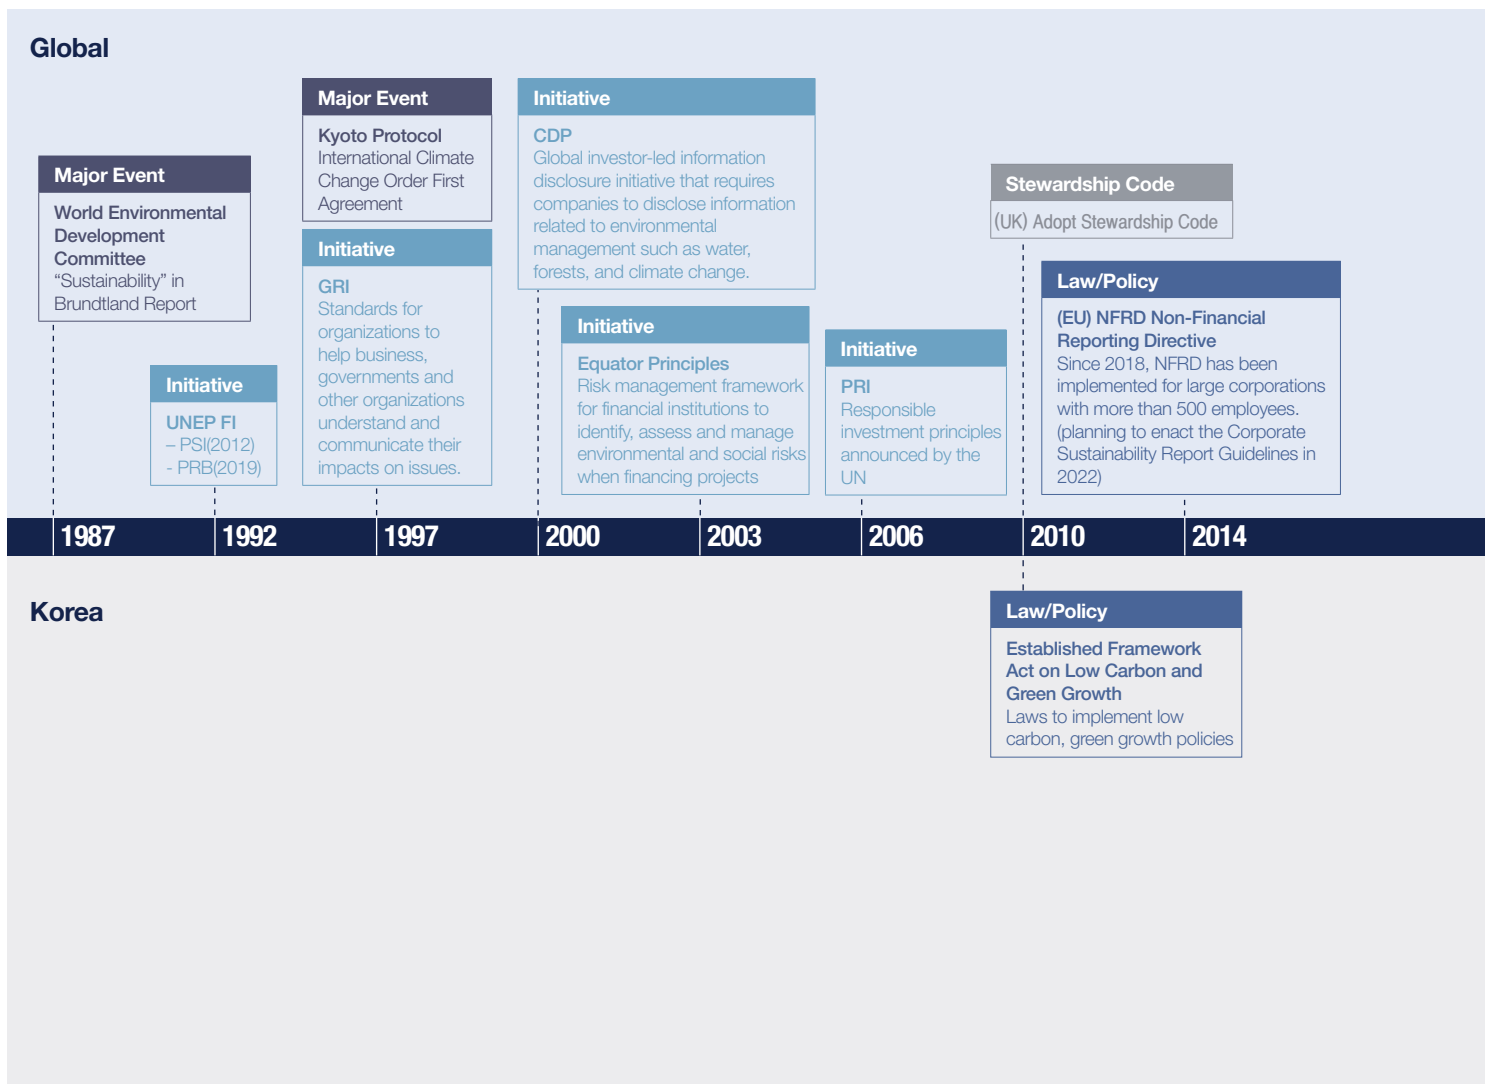 Global
Major Event
World Environmental
Development
Committee
“Sustainability” in
Brundtland Report
Initiative
UNEP FI
– PSI(2012)
- PRB(2019)
Major Event
Kyoto Protocol
International Climate
Change Order First
Agreement
Initiative
GRI
Standards for
organizations to
help business,
governments and
other organizations
understand and
communicate their
impacts on issues.
Initiative
CDP
Global investor-led information
disclosure initiative that requires
companies to disclose information
related to environmental
management such as water,
forests, and climate change.
Initiative
Equator Principles
Risk management framework
for financial institutions to
identify, assess and manage
environmental and social risks
when financing projects
Initiative
PRI
Responsible
investment principles
announced by the
UN
Stewardship Code
(UK) Adopt Stewardship Code
Law/Policy
(EU) NFRD Non-Financial
Reporting Directive
Since 2018, NFRD has been
implemented for large corporations
with more than 500 employees.
(planning to enact the Corporate
Sustainability Report Guidelines in
2022)
1987
1992
1997
2000
2003
2006
2010
2014
Korea
Law/Policy
Established Framework
Act on Low Carbon and
Green Growth
Laws to implement low
carbon, green growth policies